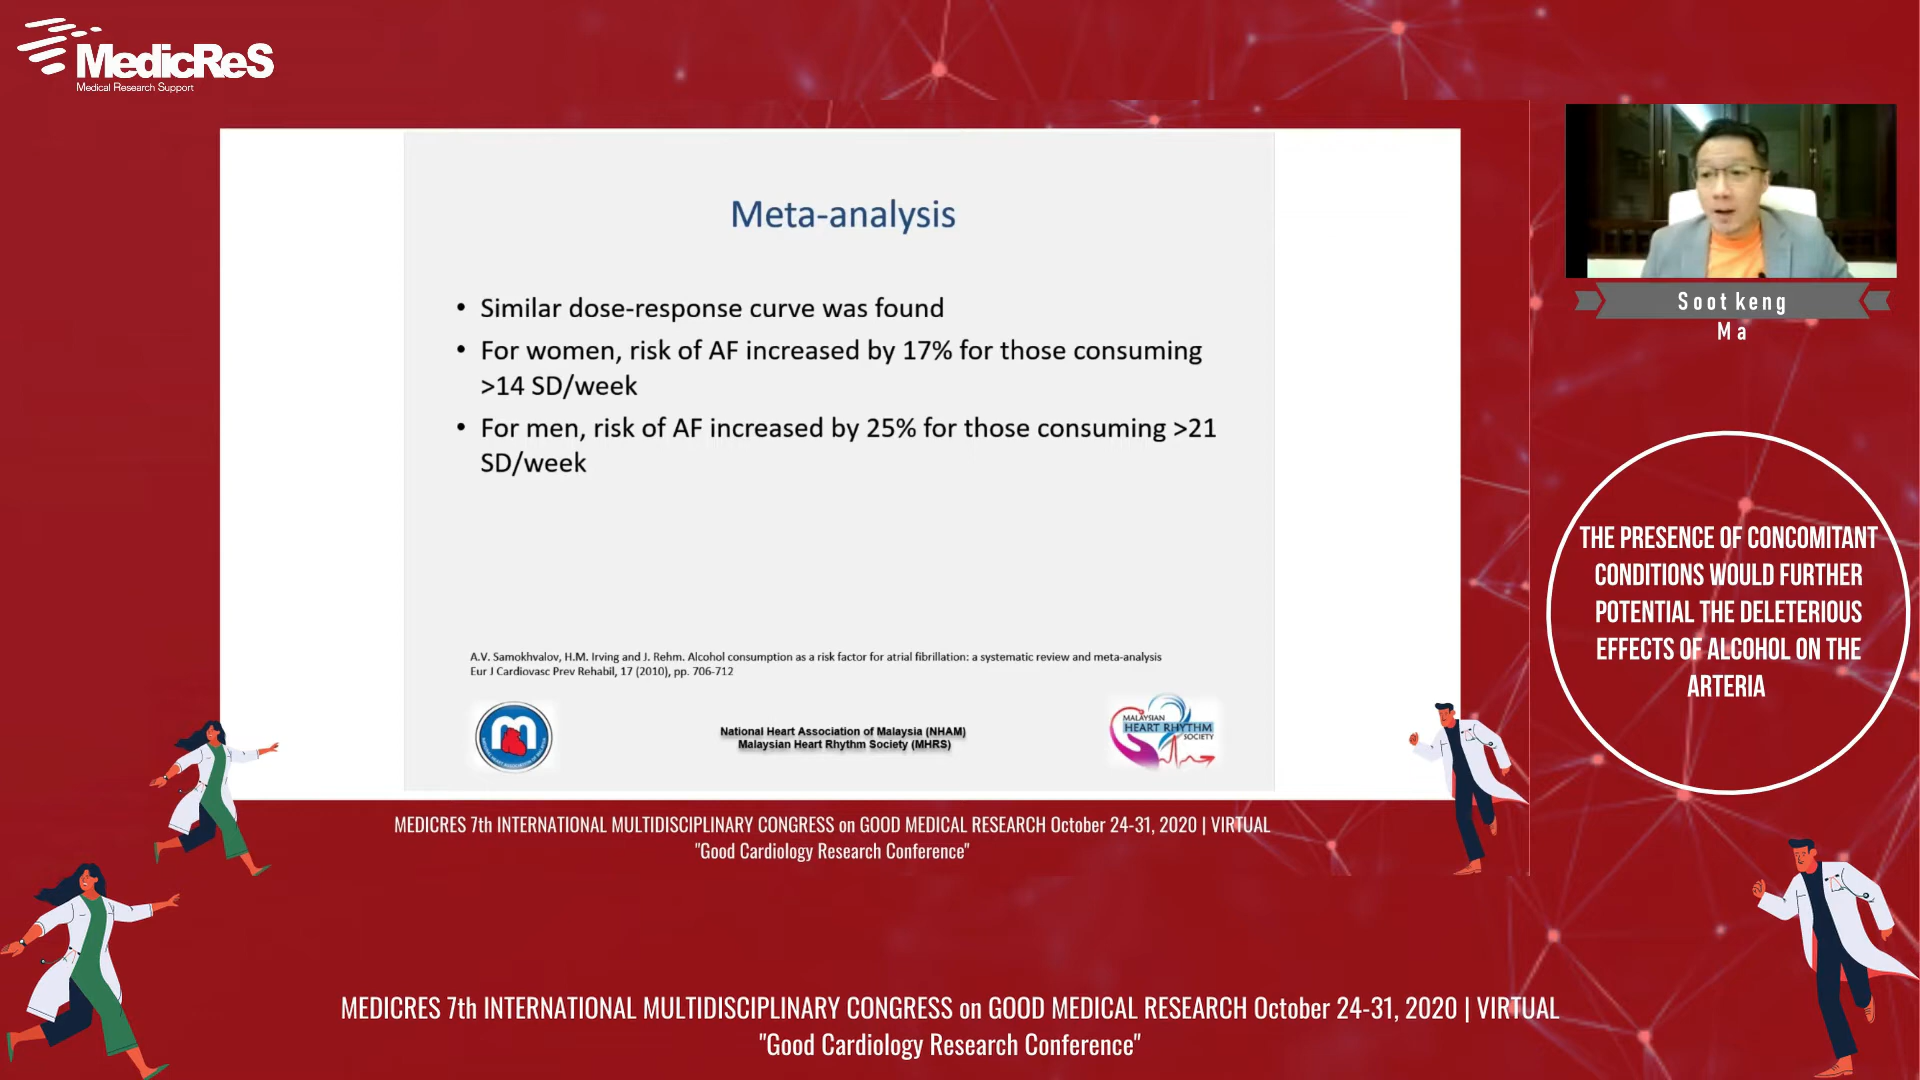 MedicReS
Medical Research Support
Meta-analysis
• Similar dose-response curve was found
• For women, risk of AF increased by 17% for those consuming
>14 SD/week
• For men, risk of AF increased by 25% for those consuming >21
SD/week
A.V. Samokhvalov, H.M. Irving and J. Rehm. Alcohol consumption as a risk factor for atrial fibrillation: a systematic review and meta-analysis
Eur J Cardiovasc Prev Rehabil, 17 (2010), pp. 706-712
National Heart Association of Malaysia (NHAM)
Malaysian Heart Rhythm Society (MHRS)
MALAYSIAN
HEART RHYTHM
SOCIETY
MEDICRES 7th INTERNATIONAL MULTIDISCIPLINARY CONGRESS on GOOD MEDICAL RESEARCH October 24-31, 2020 | VIRTUAL
"Good Cardiology Research Conference"
Soot keng
Ma
THE PRESENCE OF CONCOMITANT
CONDITIONS WOULD FURTHER
POTENTIAL THE DELETERIOUS
EFFECTS OF ALCOHOL ON THE
ARTERIA
MEDICRES 7th INTERNATIONAL MULTIDISCIPLINARY CONGRESS on GOOD MEDICAL RESEARCH October 24-31, 2020 | VIRTUAL
"Good Cardiology Research Conference"